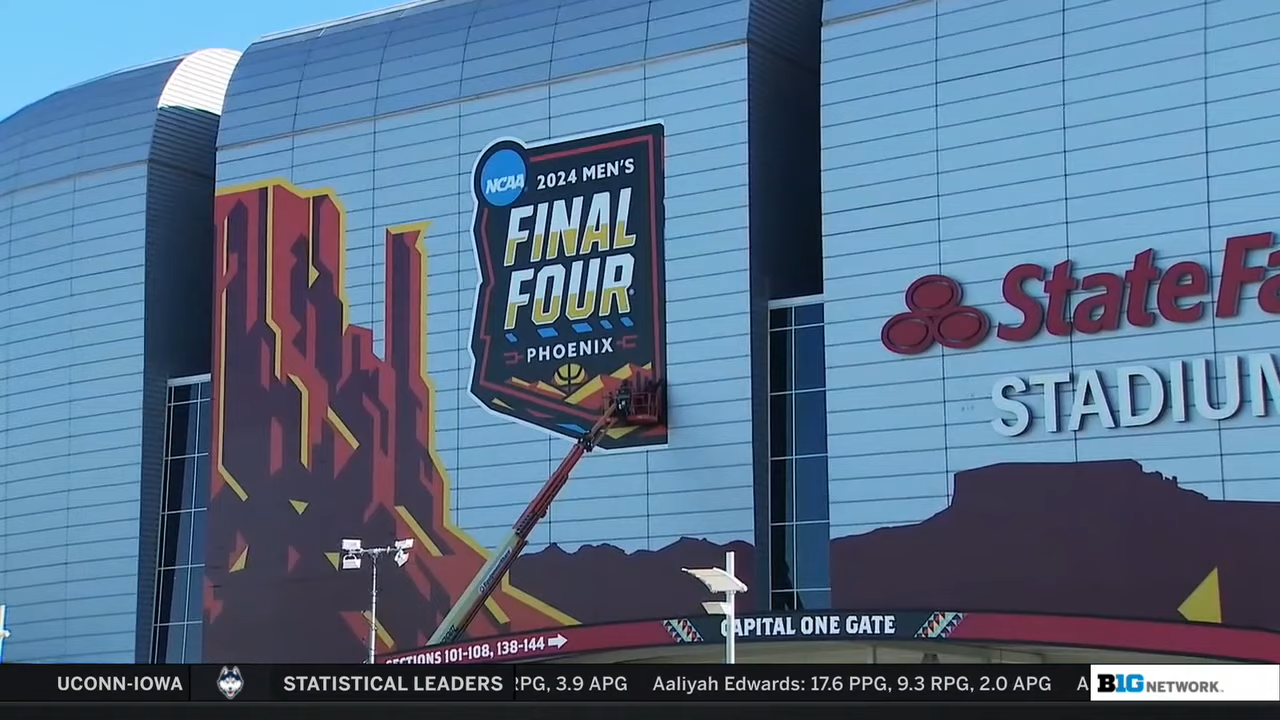 NCAA
2024 MEN'S
FINAL
FOUR
PHOENIX
StateFa
STADIUM
CAPITAL ONE GATE
SECTIONS 101-108, 138-144
UCONN-IOWA
STATISTICAL LEADERS
RPG, 3.9 APG
Aaliyah Edwards: 17.6 PPG, 9.3 RPG, 2.0 APG
A
B1G NETWORK